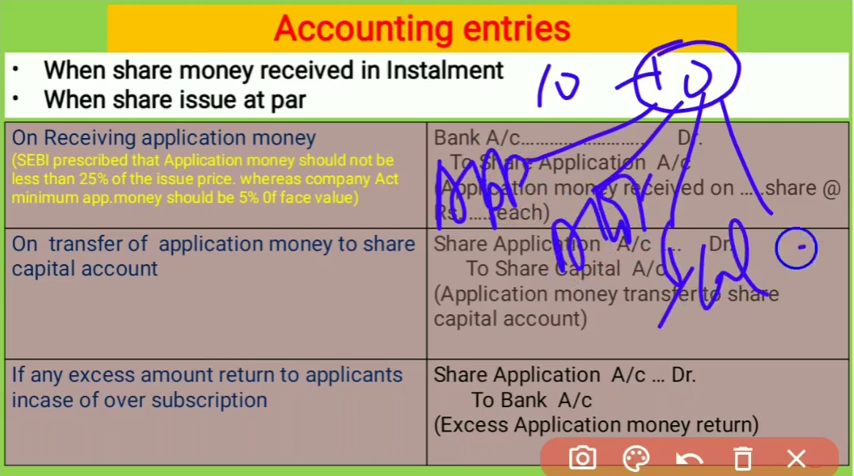 Accounting entries
• When share money received in Instalment
• When share issue at par
10 10
On Receiving application money
(SEBI prescribed that Application money should not be
less than 25% of the issue price. whereas company Act
minimum app.money should be 5% 0f face value)
Bank A/c.............................. Dr.
To Share Application A/c
(Application money received on .....share @
Rs. ......each)
App
On transfer of application money to share
capital account
Share Application A/c .... Dr.
To Share Capital A/c
(Application money transfer to share
capital account)
If any excess amount return to applicants
incase of over subscription
Share Application A/c ... Dr.
To Bank A/c
(Excess Application money return)